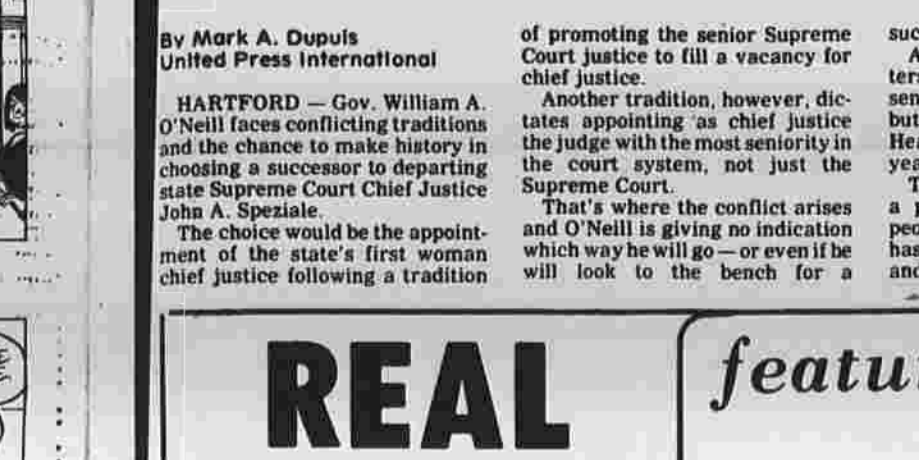 By Mark A. Dupuis
United Press International
HARTFORD — Gov. William A.
O'Neill faces conflicting traditions
and the chance to make history in
choosing a successor to departing
state Supreme Court Chief Justice
John A. Speziale.
The choice would be the appoint-
ment of the state's first woman
chief justice following a tradition
of promoting the senior Supreme
Court justice to fill a vacancy for
chief justice.
Another tradition, however, dic-
tates appointing as chief justice
the judge with the most seniority in
the court system, not just the
Supreme Court.
That's where the conflict arises
and O'Neill is giving no indication
which way he will go — or even if he
will look to the bench for a
REAL